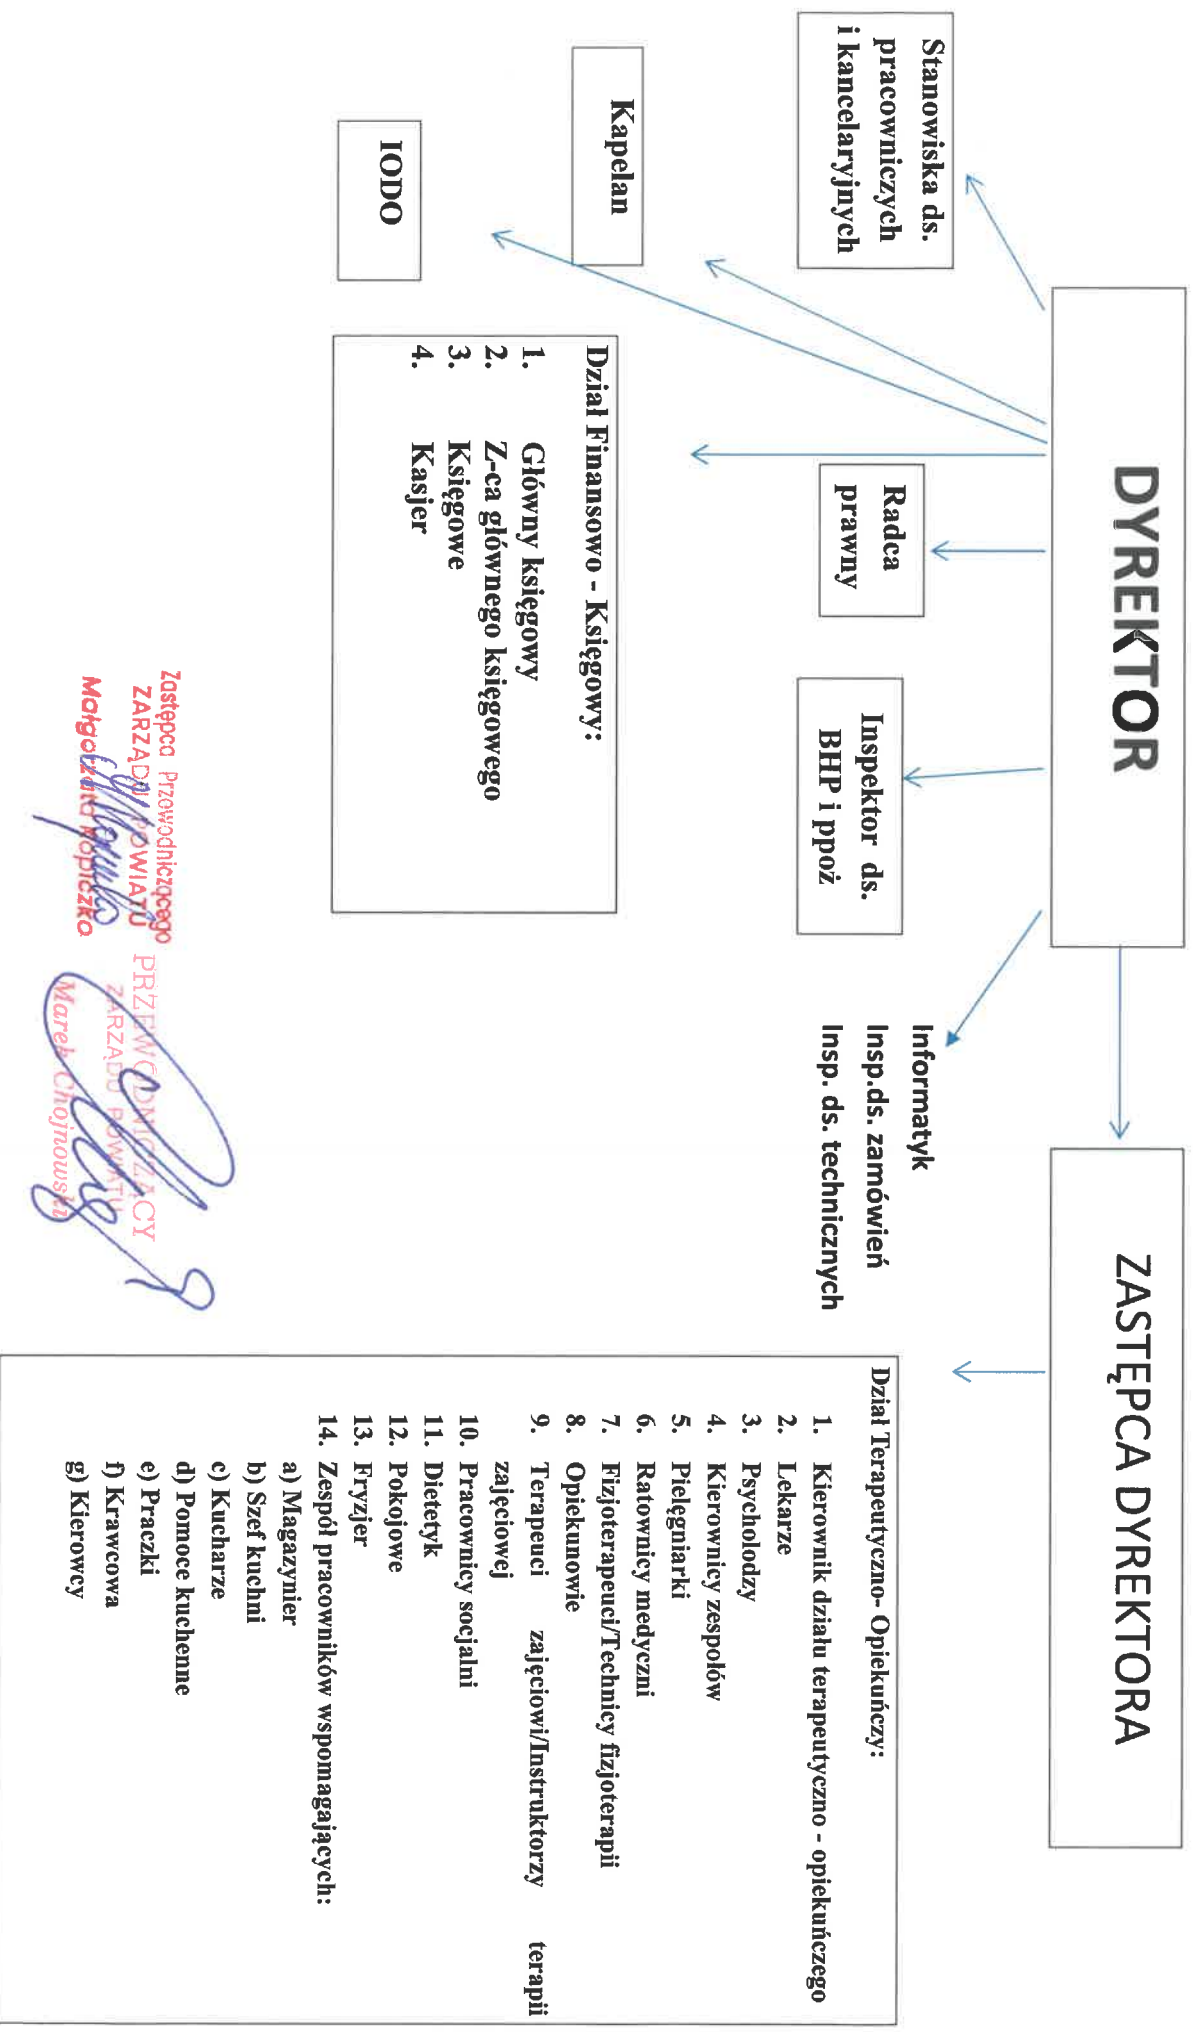 DYREKTOR
ZASTĘPCA DYREKTORA
Stanowiska ds.
pracowniczych
i kancelaryjnych
Kapelan
IODO
Radca
prawny
Inspektor ds.
BHP i ppoż
Informatyk
Insp.ds. zamówień
Insp. ds. technicznych
Dział Finansowo - Księgowy:
1. Główny księgowy
2. Z-ca głównego księgowego
3. Księgowe
4. Kasjer
Dział Terapeutyczno- Opiekuńczy:
1. Kierownik działu terapeutyczno - opiekuńczego
2. Lekarze
3. Psycholodzy
4. Kierownicy zespołów
5. Pielęgniarki
6. Ratownicy medyczni
7. Fizjoterapeuci/Technicy fizjoterapii
8. Opiekunowie
9. Terapeuci zajęciowi/Instruktorzy terapii
zajęciowej
10. Pracownicy socjalni
11. Dietetyk
12. Pokojowe
13. Fryzjer
14. Zespół pracowników wspomagających:
a) Magazynier
b) Szef kuchni
c) Kucharze
d) Pomoce kuchenne
e) Praczki
f) Krawcowa
g) Kierowcy
Zastępca Przewodniczącego
ZARZĄDU POWIATU
Małgorzata Kopiczko
PRZEWODNICZĄCY
ZARZĄDU POWIATU
Marek Chojnowski